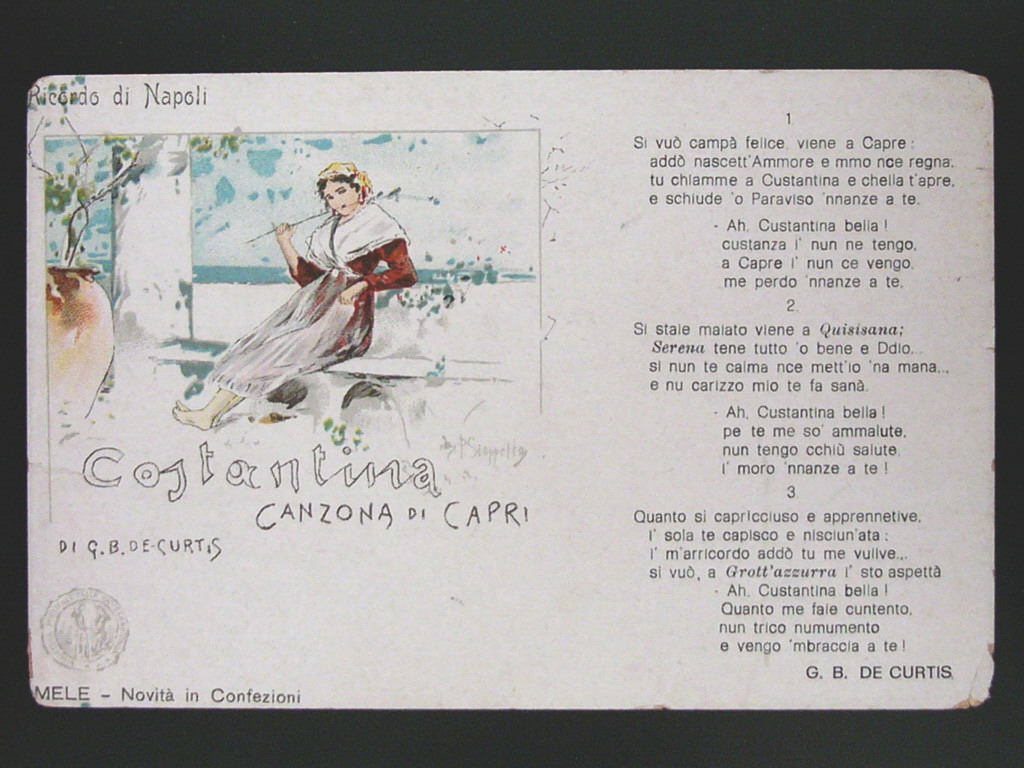 Ricordo di Napoli
Costantina
CANZONA DI CAPRI
DI G. B. DE-CURTIS
MELE – Novità in Confezioni
1
Si vuò campà felice, viene a Capre :
addò nascett'Ammore e mmo nce regna,
tu chiamme a Custantina e chella t'apre,
e schiude 'o Paraviso 'nnanze a te.
- Ah, Custantina bella !
custanza i' nun ne tengo,
a Capre i' nun ce vengo,
me perdo 'nnanze a te,
2
Si staie malato viene a Quisisana;
Serena tene tutto 'o bene e Ddio...
si nun te calma nce mett'io 'na mana...
e nu carizzo mio te fa sanà.
- Ah, Custantina bella !
pe te me so' ammalute,
nun tengo cchiù salute,
i' moro 'nnanze a te !
3
Quanto si capricciuso e apprennetive,
i' sola te capisco e nisciun'ata :
i' m'arricordo addò tu me vulive...
si vuò, a Grott'azzurra i' sto aspettà
- Ah, Custantina bella !
Quanto me faie cuntento,
nun trico numumento
e vengo 'mbraccia a te !
G. B. DE CURTIS